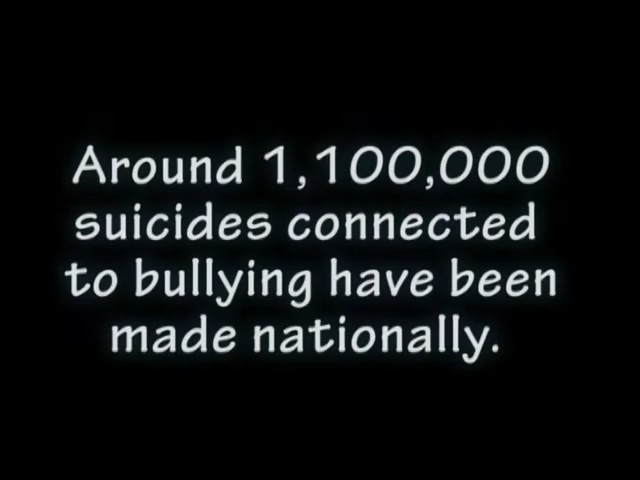 Around 1,100,000
suicides connected
to bullying have been
made nationally.